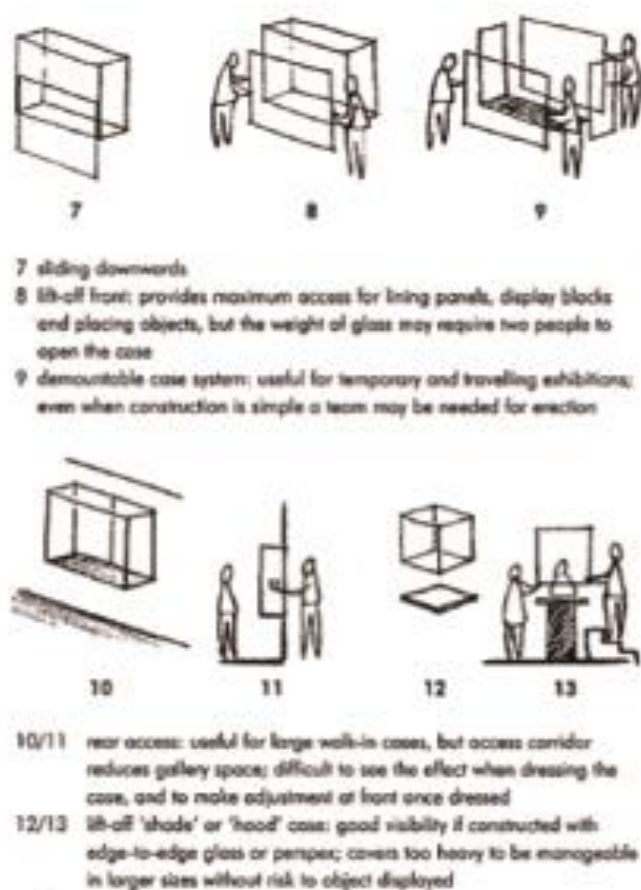 7 8 9
7 sliding downwards
8 lift-off front: provides maximum access for lining panels, display blocks
and placing objects, but the weight of glass may require two people to
open the case
9 demountable case system: useful for temporary and travelling exhibitions;
even when construction is simple a team may be needed for erection
10 11 12 13
10/11 rear access: useful for large walk-in cases, but access corridor
reduces gallery space; difficult to see the effect when dressing the
case, and to make adjustment at front once dressed
12/13 lift-off 'shade' or 'hood' case: good visibility if constructed with
edge-to-edge glass or perspex; covers too heavy to be manageable
in larger sizes without risk to object displayed